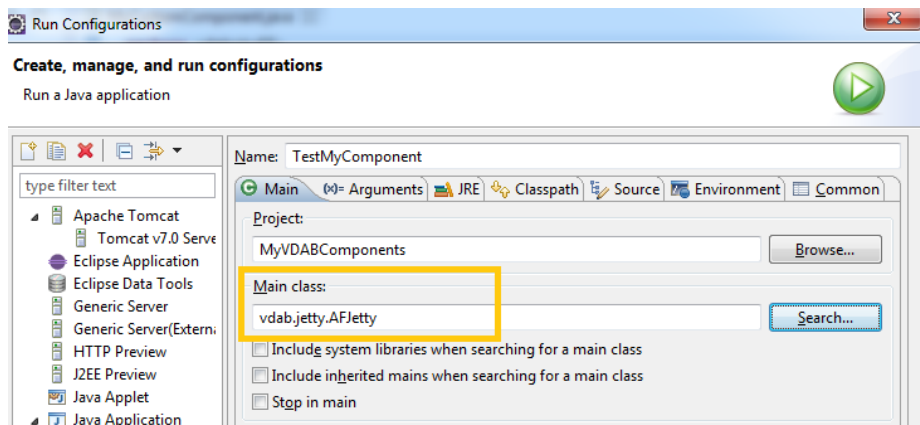 Run Configurations
Create, manage, and run configurations
Run a Java application
Name: TestMyComponent
type filter text
Main (x)= Arguments JRE Classpath Source Environment Common
Apache Tomcat
Tomcat v7.0 Serve
Eclipse Application
Eclipse Data Tools
Generic Server
Generic Server(Externa
HTTP Preview
J2EE Preview
Java Applet
Java Application
Project:
MyVDABComponents Browse...
Main class:
vdab.jetty.AFJetty Search...
Include system libraries when searching for a main class
Include inherited mains when searching for a main class
Stop in main